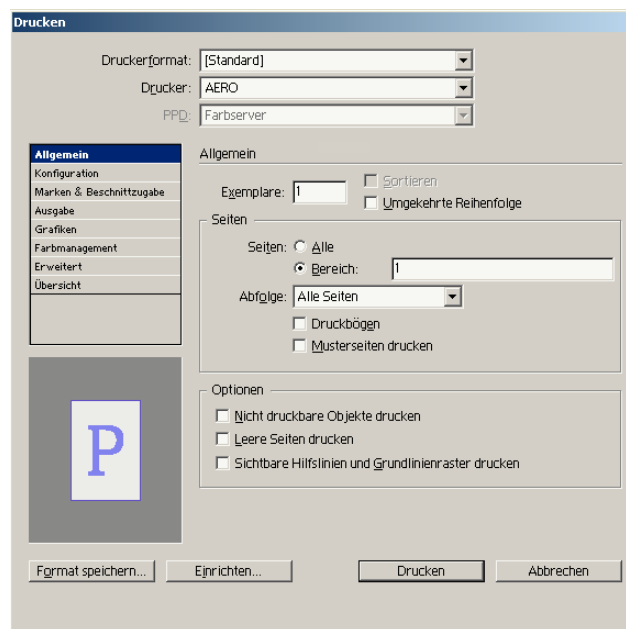 Drucken
Druckerformat: [Standard]
Drucker: AERO
PPD: Farbserver
Allgemein
Konfiguration
Marken & Beschnittzugabe
Ausgabe
Grafiken
Farbmanagement
Erweitert
Übersicht
Allgemein
Exemplare: 1
Sortieren
Umgekehrte Reihenfolge
Seiten
Seiten: Alle
Bereich: 1
Abfolge: Alle Seiten
Druckbögen
Musterseiten drucken
P
Optionen
Nicht druckbare Objekte drucken
Leere Seiten drucken
Sichtbare Hilfslinien und Grundlinienraster drucken
Format speichern... Einrichten... Drucken Abbrechen